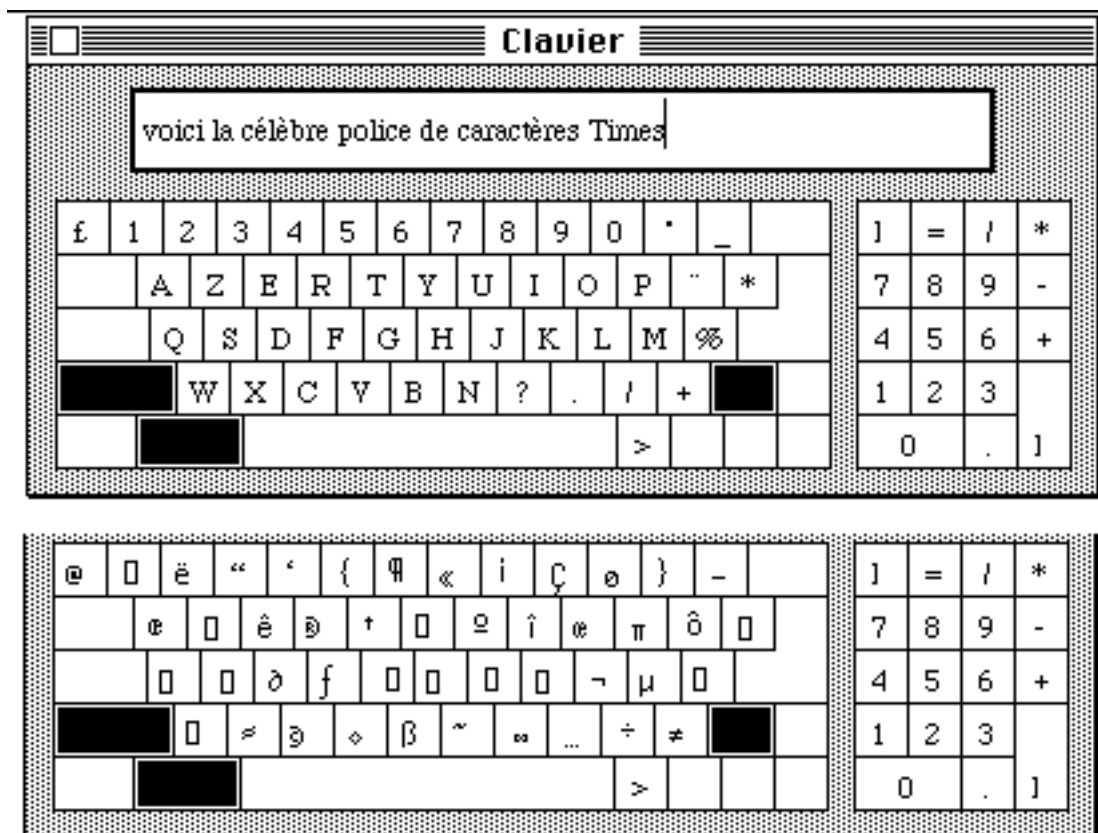 Clavier
voici la célèbre police de caractères Times
£ 1 2 3 4 5 6 7 8 9 0 ° _ ] = / *
A Z E R T Y U I O P ¨ * 7 8 9 -
Q S D F G H J K L M % 4 5 6 +
W X C V B N ? . / + 1 2 3
> 0 . ]
@ ë “ ‘ { ¶ « ¡ Ç ø } – ] = / *
œ ê ® † º î œ π ô 7 8 9 -
∂ ƒ ¬ µ 4 5 6 +
≈ © ◊ ß ~ ∞ … ÷ ≠ 1 2 3
> 0 . ]